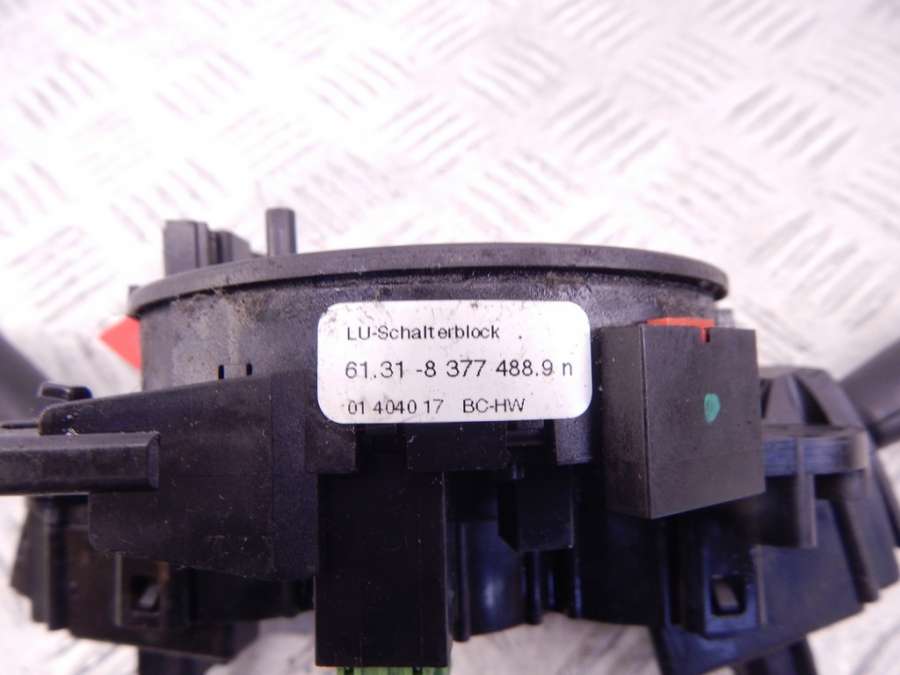 LU-Schalterblock
61.31 -8 377 488.9 n
01 4040 17 BC-HW